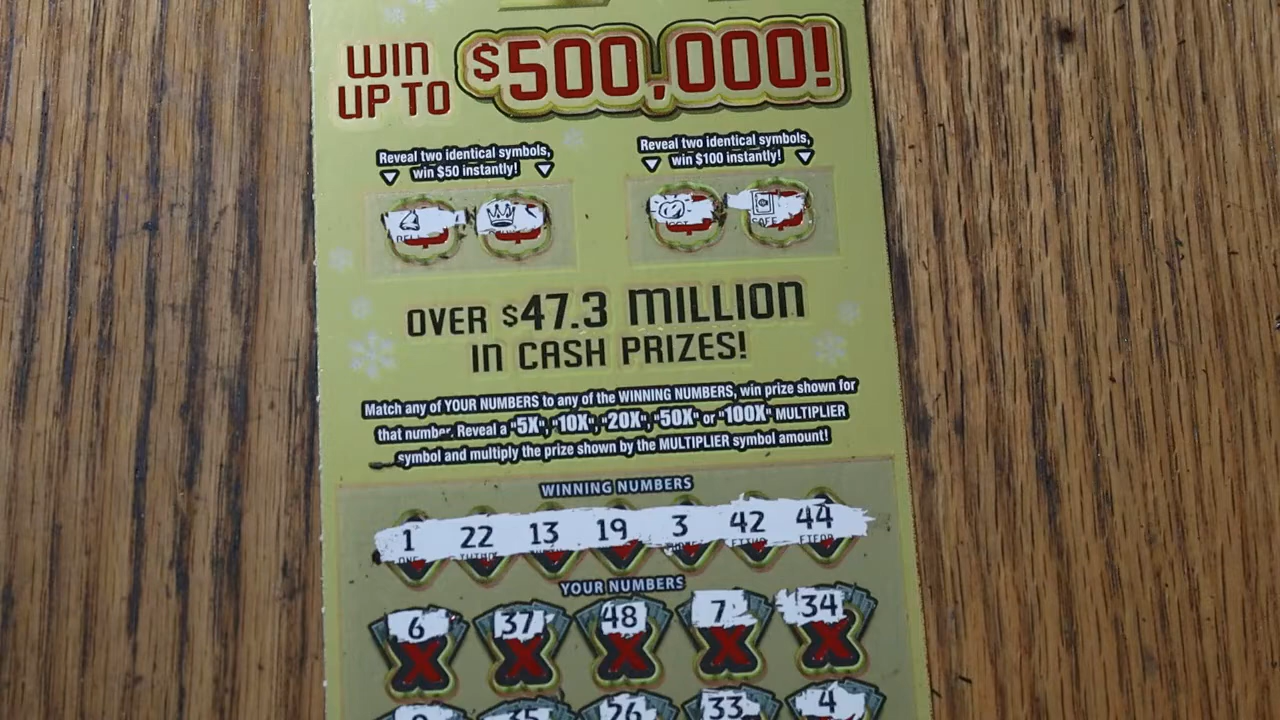 WIN
UP TO
$500,000!
Reveal two identical symbols,
win $50 instantly!
Reveal two identical symbols,
win $100 instantly!
SAFE
OVER $47.3 MILLION
IN CASH PRIZES!
Match any of YOUR NUMBERS to any of the WINNING NUMBERS, win prize shown for
that number. Reveal a "5X", "10X", "20X", "50X" or "100X" MULTIPLIER
symbol and multiply the prize shown by the MULTIPLIER symbol amount!
WINNING NUMBERS
1 22 13 19 3 42 44
YOUR NUMBERS
6 37 48 7 34
X X X X X
35 26 33 4